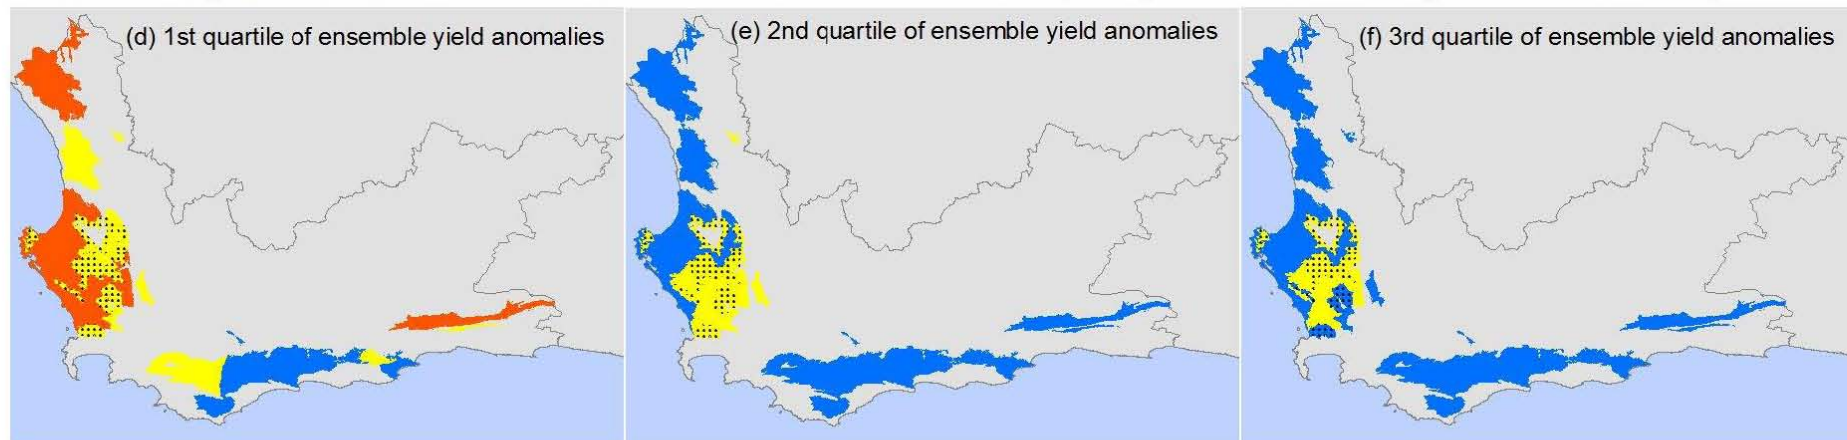 (d) 1st quartile of ensemble yield anomalies
(e) 2nd quartile of ensemble yield anomalies
(f) 3rd quartile of ensemble yield anomalies